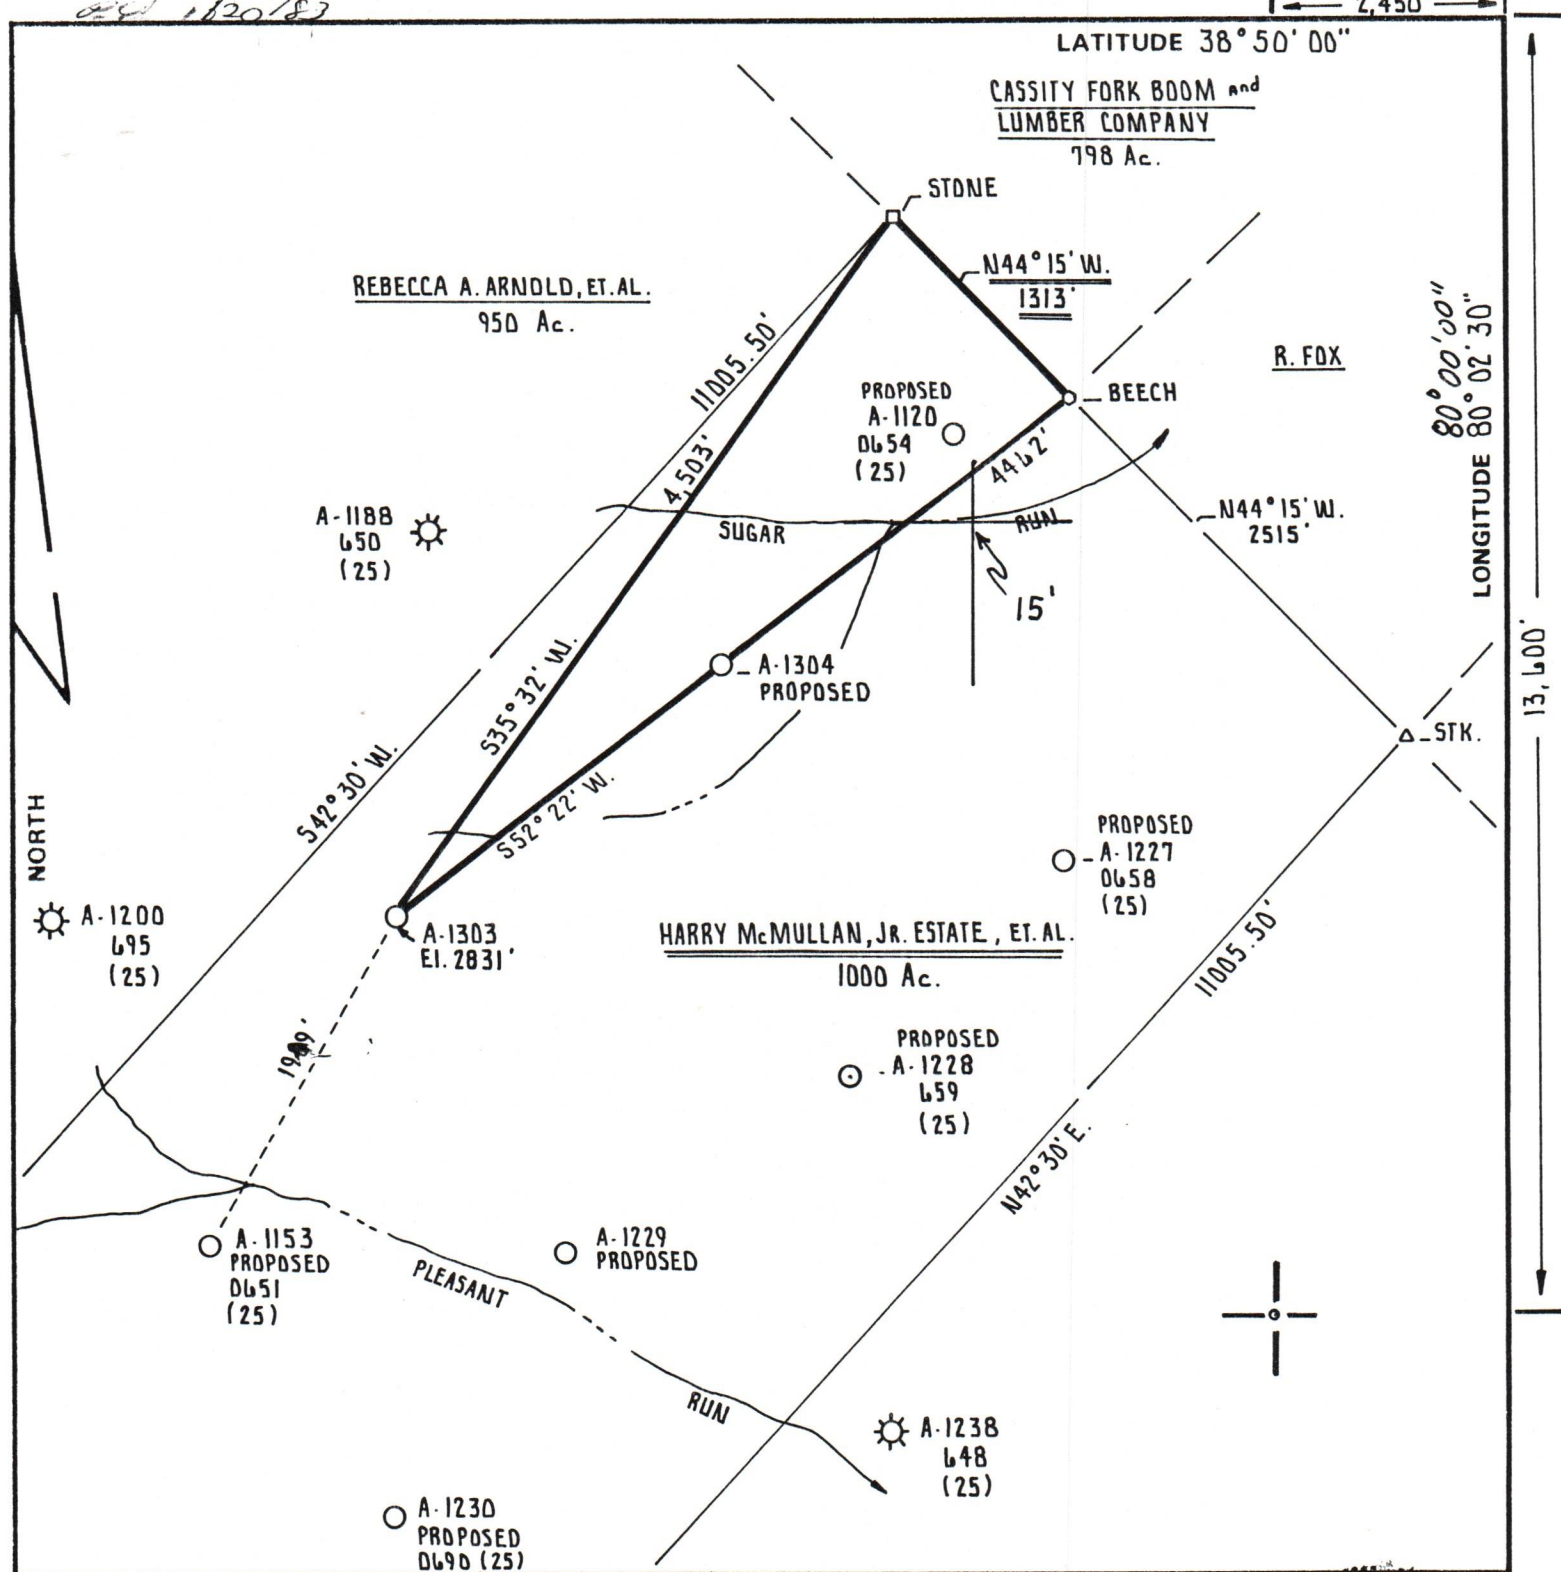 2,450
LATITUDE 38°50'00"
CASSITY FORK BOOM and
LUMBER COMPANY
798 Ac.
STONE
N44°15'W.
1313'
REBECCA A. ARNOLD, ET. AL.
950 Ac.
R. FOX
80°00'00"
LONGITUDE 80°02'30"
11005.50'
BEECH
PROPOSED
A-1120
0654
(25)
4462'
4,503'
A-1188
650
(25)
SUGAR
RUN
N44°15'W.
2515'
15'
13,600'
A-1304
PROPOSED
S35°32'W.
STK.
S42°30'W.
S52°22'W.
NORTH
PROPOSED
A-1227
0658
(25)
A-1200
695
(25)
A-1303
El. 2831'
HARRY McMULLAN, JR. ESTATE, ET. AL.
1000 Ac.
11005.50'
PROPOSED
A-1228
659
(25)
N42°30'E.
A-1153
PROPOSED
0651
(25)
A-1229
PROPOSED
PLEASANT
RUN
A-1238
648
(25)
A-1230
PROPOSED
0690 (25)